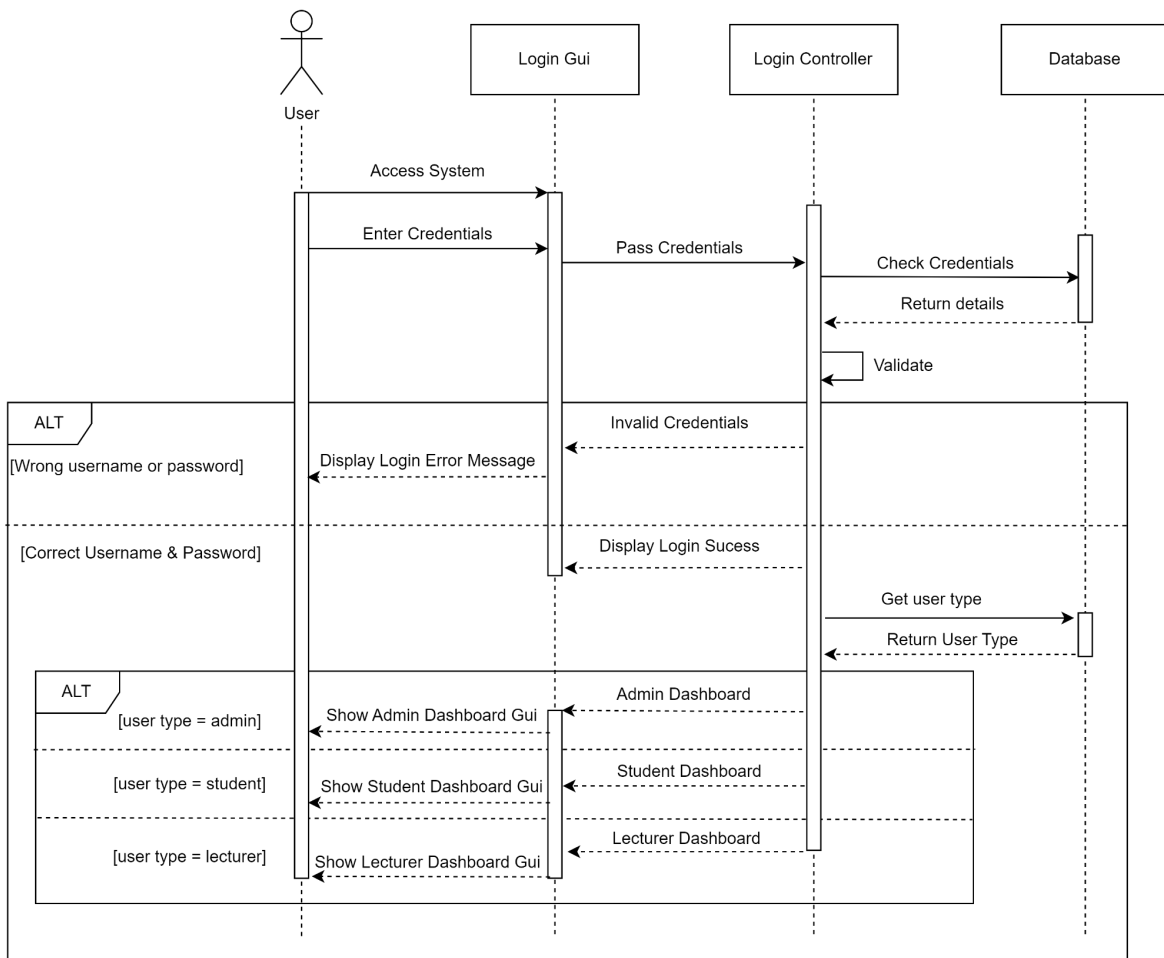 Login Gui
Login Controller
Database
User
Access System
Enter Credentials
Pass Credentials
Check Credentials
Return details
Validate
ALT
Invalid Credentials
[Wrong username or password]
Display Login Error Message
[Correct Username & Password]
Display Login Sucess
Get user type
Return User Type
ALT
Admin Dashboard
[user type = admin]
Show Admin Dashboard Gui
Student Dashboard
[user type = student]
Show Student Dashboard Gui
Lecturer Dashboard
[user type = lecturer]
Show Lecturer Dashboard Gui